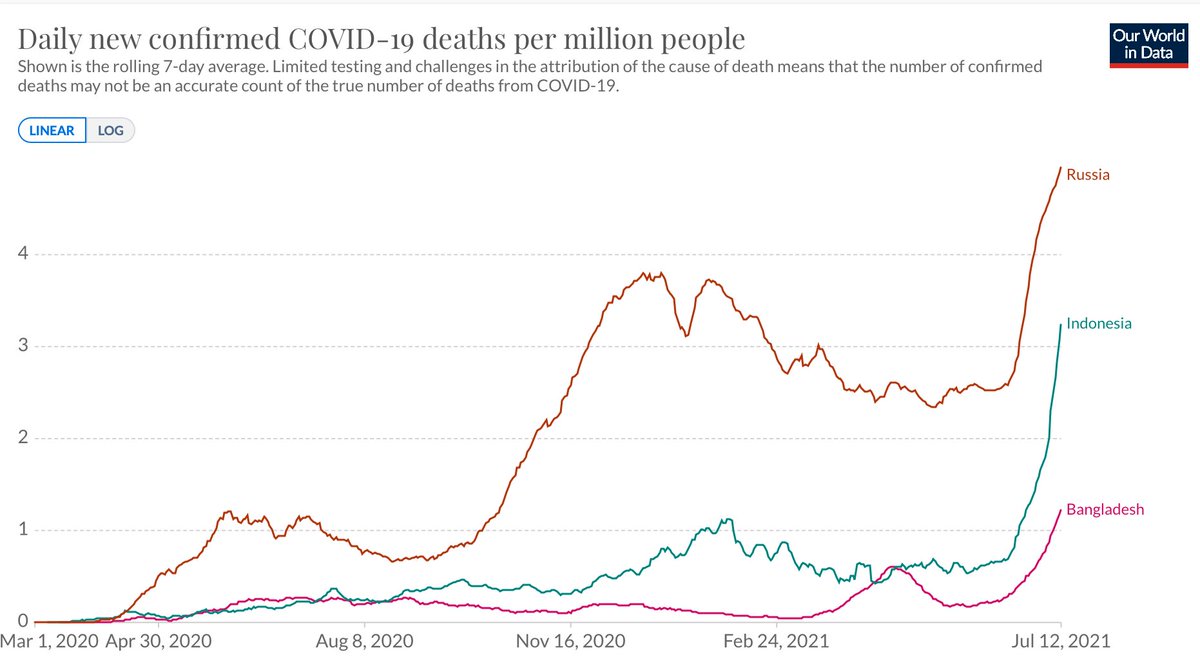 Daily new confirmed COVID-19 deaths per million people
Our World
in Data
Shown is the rolling 7-day average. Limited testing and challenges in the attribution of the cause of death means that the number of confirmed
deaths may not be an accurate count of the true number of deaths from COVID-19.
LINEAR LOG
Russia
4
3
Indonesia
2
1
Bangladesh
0
Mar 1, 2020 Apr 30, 2020 Aug 8, 2020 Nov 16, 2020 Feb 24, 2021 Jul 12, 2021